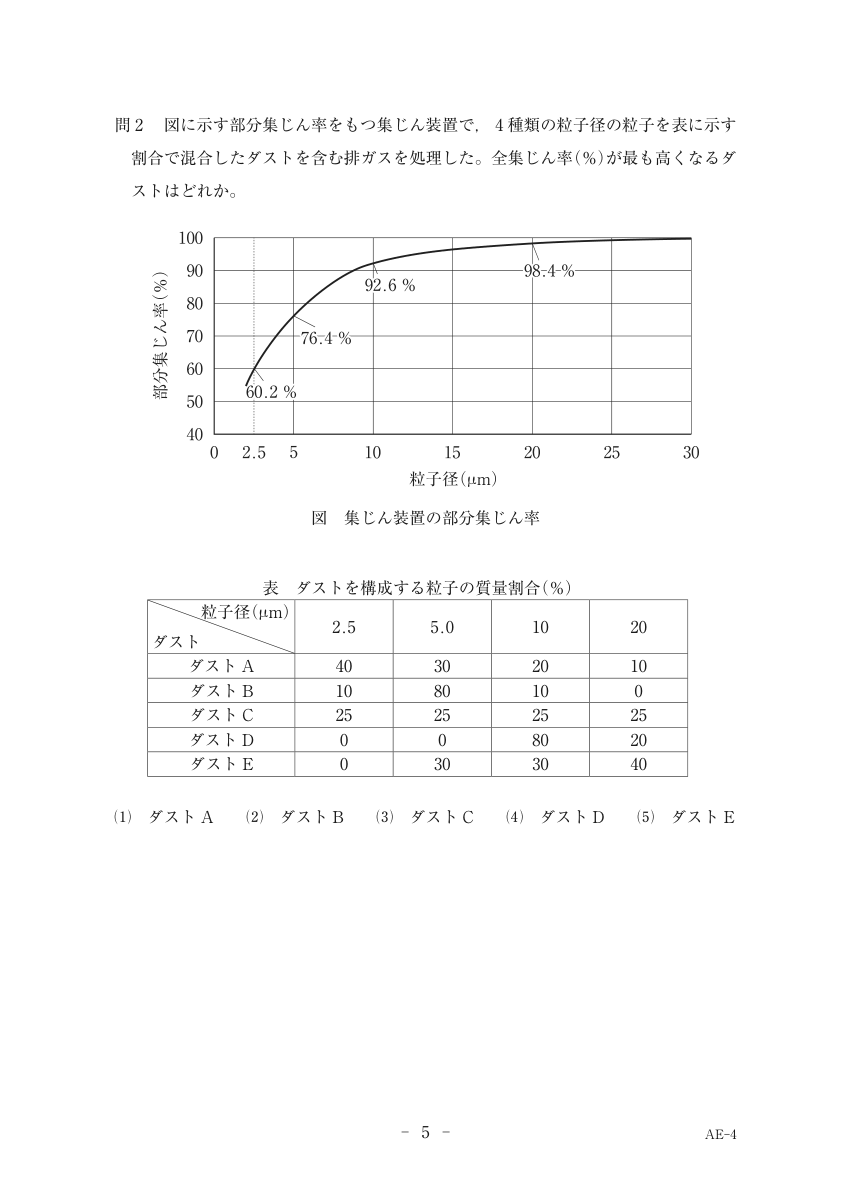 問2 図に示す部分集じん率をもつ集じん装置で, 4種類の粒子径の粒子を表に示す
割合で混合したダストを含む排ガスを処理した。全集じん率(%)が最も高くなるダ
ストはどれか。
部分集じん率(%)
100
90
80
70
60
50
40
92.6 %
98.4 %
76.4 %
60.2 %
0 2.5 5 10 15 20 25 30
粒子径(μm)
図 集じん装置の部分集じん率
表 ダストを構成する粒子の質量割合(%)
粒子径(μm) 2.5 5.0 10 20
ダスト
ダスト A 40 30 20 10
ダスト B 10 80 10 0
ダスト C 25 25 25 25
ダスト D 0 0 80 20
ダスト E 0 30 30 40
⑴ ダスト A ⑵ ダスト B ⑶ ダスト C ⑷ ダスト D ⑸ ダスト E
- 5 -
AE-4